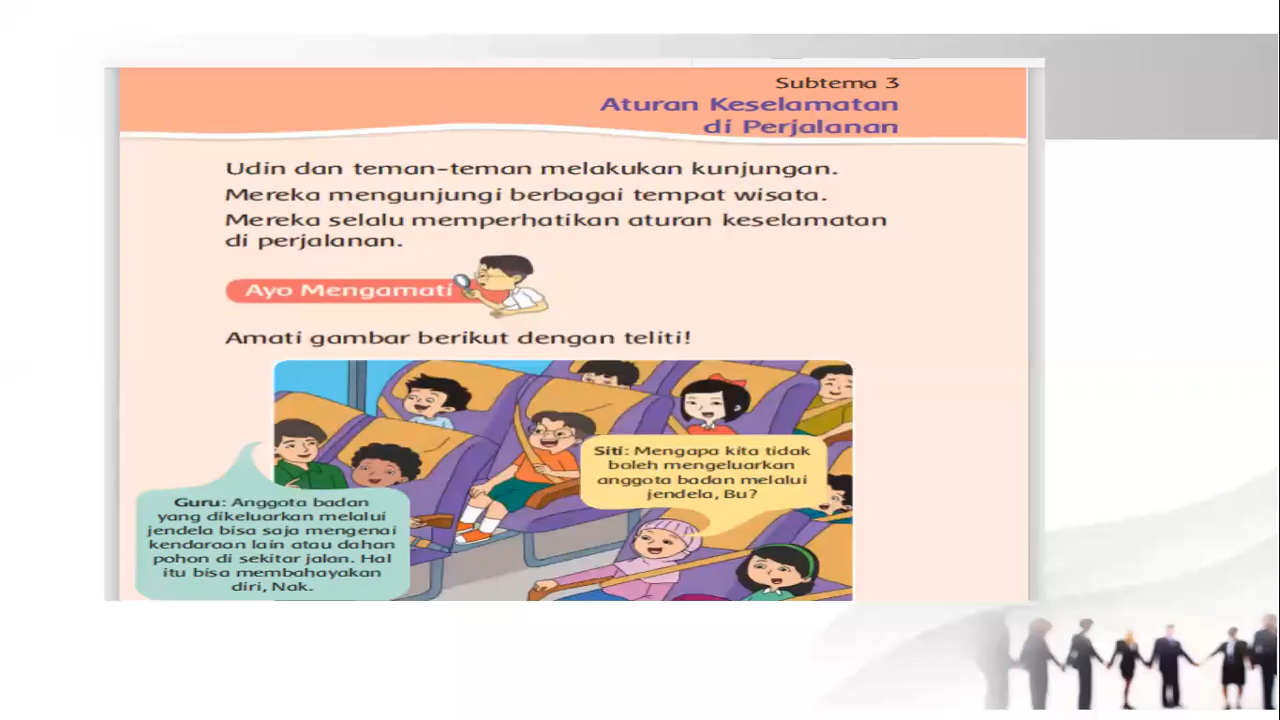 Subtema 3
Aturan Keselamatan
di Perjalanan
Udin dan teman-teman melakukan kunjungan.
Mereka mengunjungi berbagai tempat wisata.
Mereka selalu memperhatikan aturan keselamatan
di perjalanan.
Ayo Mengamati
Amati gambar berikut dengan teliti!
Siti: Mengapa kita tidak
boleh mengeluarkan
anggota badan melalui
jendela, Bu?
Guru: Anggota badan
yang dikeluarkan melalui
jendela bisa saja mengenai
kendaraan lain atau dahan
pohon di sekitar jalan. Hal
itu bisa membahayakan
diri, Nak.